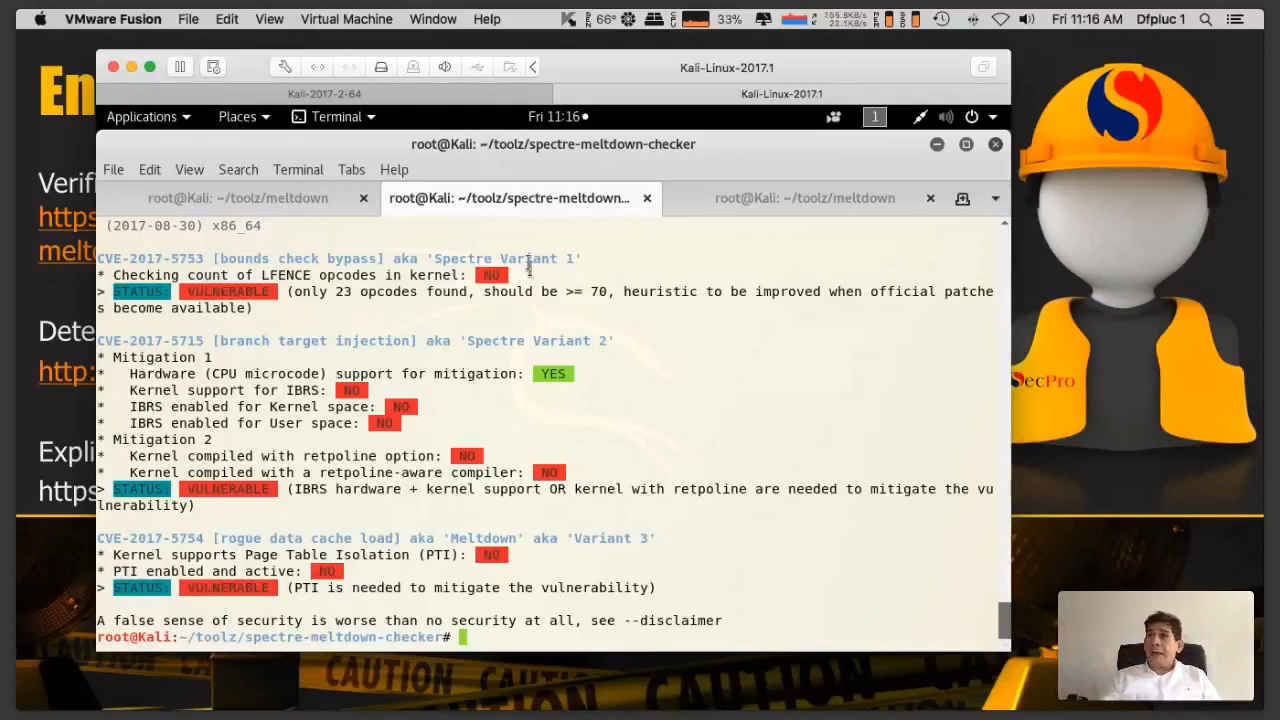 VMware Fusion File Edit View Virtual Machine Window Help 66° 33% Fri 11:16 AM Dfpluc 1
En
Kali-Linux-2017.1
Kali-2017-2-64 Kali-Linux-2017.1
Applications Places Terminal Fri 11:16 1
root@Kali: ~/toolz/spectre-meltdown-checker
File Edit View Search Terminal Tabs Help
Verifi
https
meltd
root@Kali: ~/toolz/meltdown root@Kali: ~/toolz/spectre-meltdown... root@Kali: ~/toolz/meltdown
(2017-08-30) x86_64
CVE-2017-5753 [bounds check bypass] aka 'Spectre Variant 1'
* Checking count of LFENCE opcodes in kernel: NO
> STATUS: VULNERABLE (only 23 opcodes found, should be >= 70, heuristic to be improved when official patche
s become available)
Dete
http:
CVE-2017-5715 [branch target injection] aka 'Spectre Variant 2'
* Mitigation 1
* Hardware (CPU microcode) support for mitigation: YES
* Kernel support for IBRS: NO
* IBRS enabled for Kernel space: NO
* IBRS enabled for User space: NO
* Mitigation 2
* Kernel compiled with retpoline option: NO
* Kernel compiled with a retpoline-aware compiler: NO
> STATUS: VULNERABLE (IBRS hardware + kernel support OR kernel with retpoline are needed to mitigate the vu
lnerability)
SecPro
Expli
https
CVE-2017-5754 [rogue data cache load] aka 'Meltdown' aka 'Variant 3'
* Kernel supports Page Table Isolation (PTI): NO
* PTI enabled and active: NO
> STATUS: VULNERABLE (PTI is needed to mitigate the vulnerability)
A false sense of security is worse than no security at all, see --disclaimer
root@Kali:~/toolz/spectre-meltdown-checker#
CAUTION CAUTION CAUTION